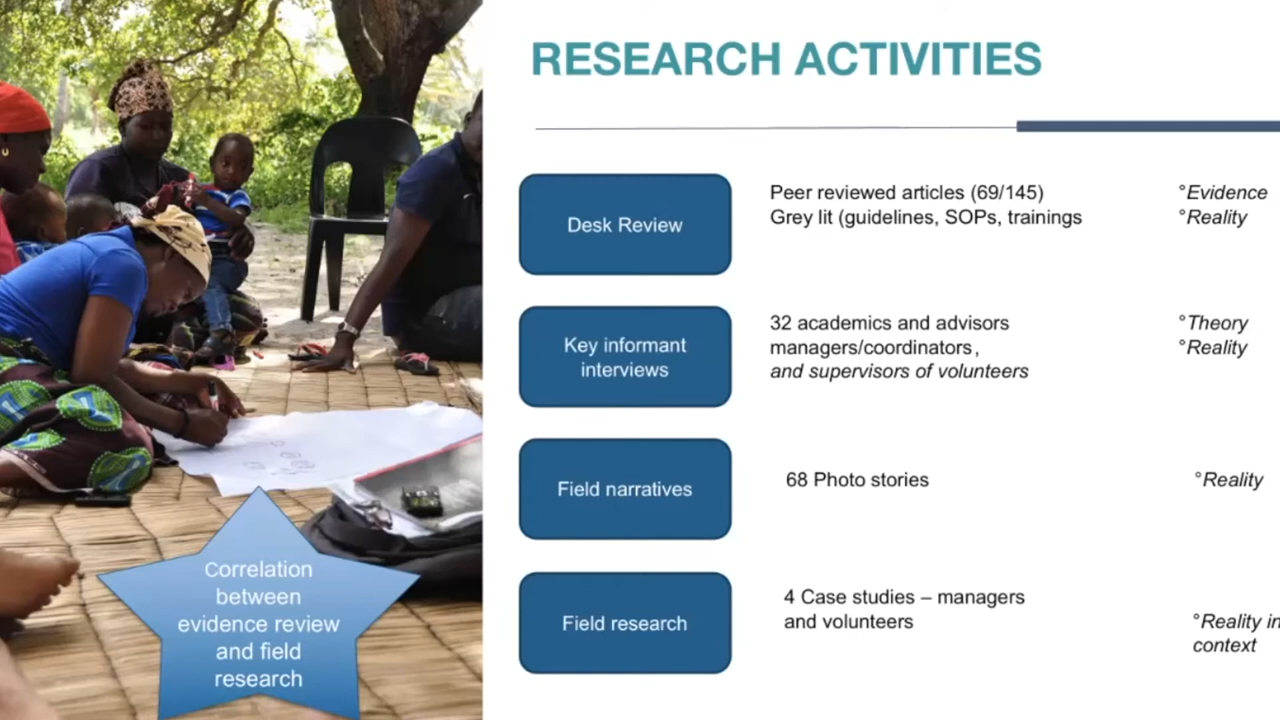 RESEARCH ACTIVITIES
Desk Review
Peer reviewed articles (69/145)
Grey lit (guidelines, SOPs, trainings
°Evidence
°Reality
Key informant
interviews
32 academics and advisors
managers/coordinators,
and supervisors of volunteers
°Theory
°Reality
Field narratives
68 Photo stories
°Reality
Field research
4 Case studies – managers
and volunteers
°Reality in
context
Correlation
between
evidence review
and field
research